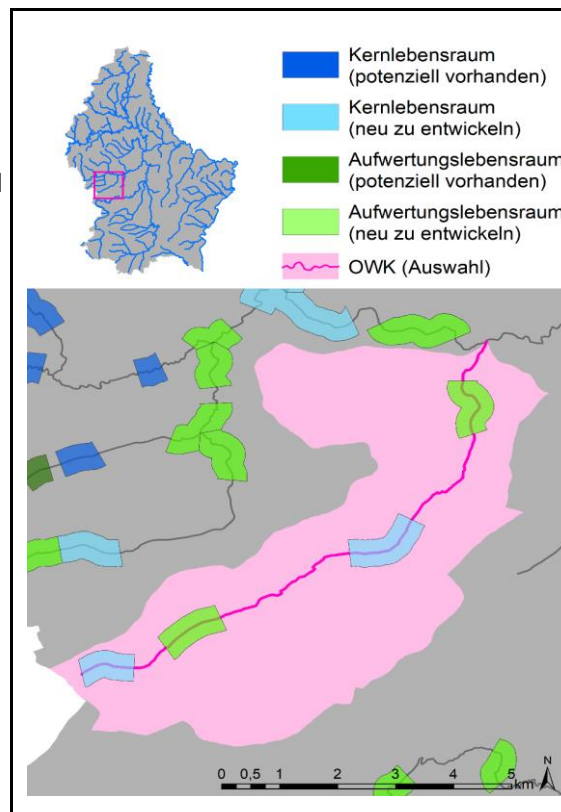 Kernlebensraum
(potenziell vorhanden)
Kernlebensraum
(neu zu entwickeln)
Aufwertungslebensraum
(potenziell vorhanden)
Aufwertungslebensraum
(neu zu entwickeln)
OWK (Auswahl)
0 0,5 1 2 3 4 5
km
N